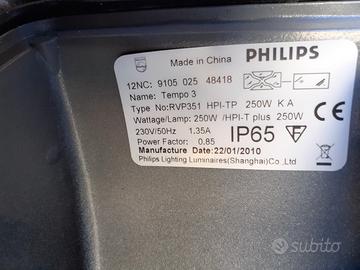 Made in China PHILIPS
12NC: 9105 025 48418
Name: Tempo 3
Type No:RVP351 HPI-TP 250W K A
Wattage/Lamp: 250W /HPI-T plus 250W
230V/50Hz 1.35A IP65 F
Power Factor: 0.85
Manufacture Date:22/01/2010
Philips Lighting Luminaires(Shanghai)Co.,Ltd
subito